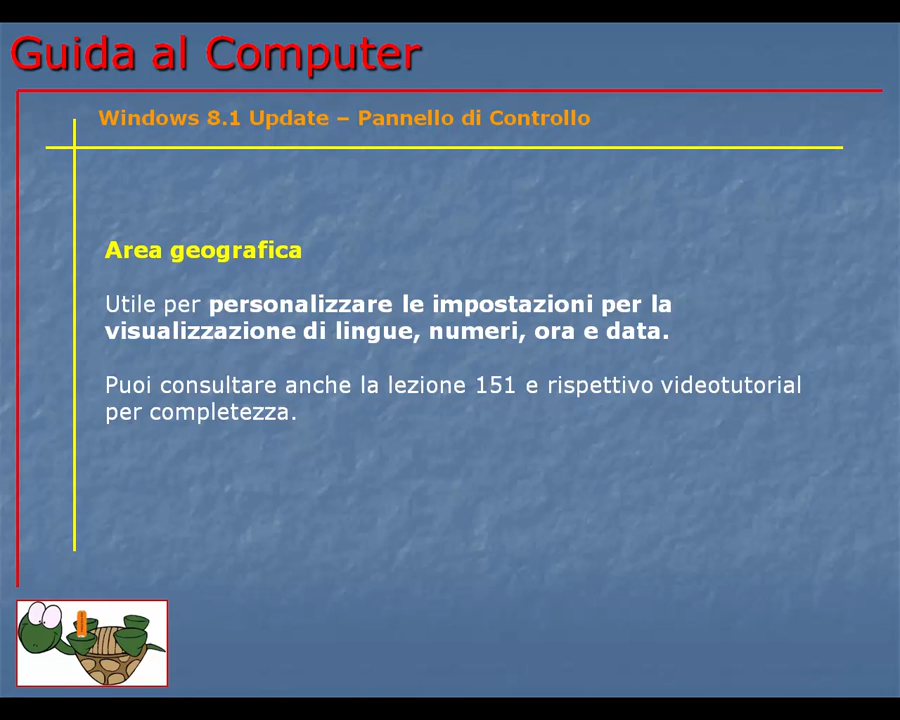 Guida al Computer
Windows 8.1 Update – Pannello di Controllo
Area geografica
Utile per personalizzare le impostazioni per la
visualizzazione di lingue, numeri, ora e data.
Puoi consultare anche la lezione 151 e rispettivo videotutorial
per completezza.